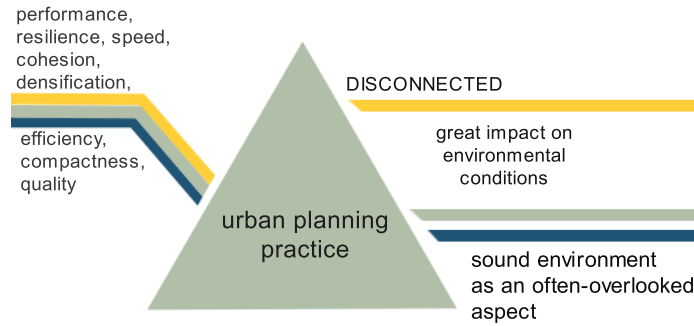 performance,
resilience, speed,
cohesion,
densification,
efficiency,
compactness,
quality
urban planning
practice
DISCONNECTED
great impact on
environmental
conditions
sound environment
as an often-overlooked
aspect